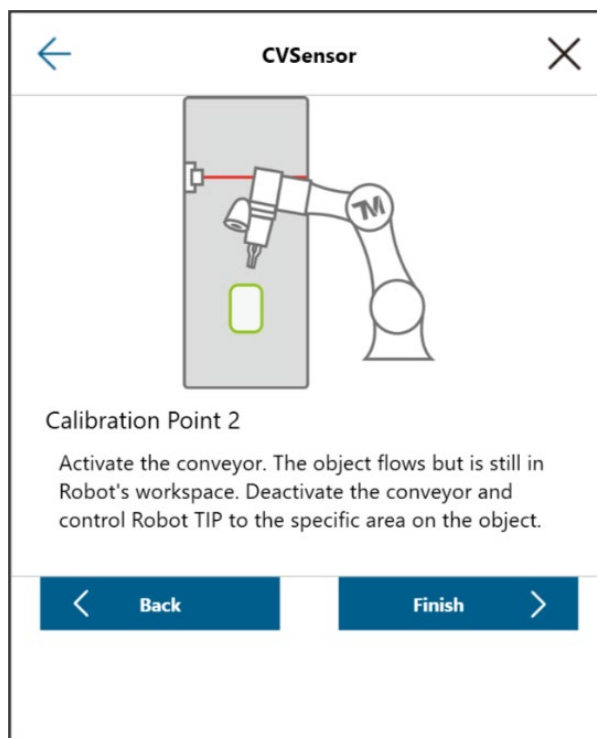 CVSensor
TM
Calibration Point 2
Activate the conveyor. The object flows but is still in
Robot's workspace. Deactivate the conveyor and
control Robot TIP to the specific area on the object.
Back
Finish